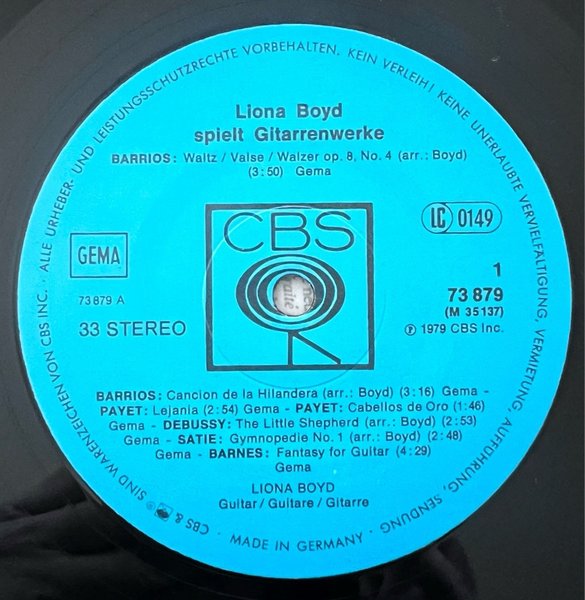 ALLE URHEBER- UND LEISTUNGSSCHUTZRECHTE VORBEHALTEN, KEIN VERLEIH! KEINE UNERLAUBTE VERVIELFÄLTIGUNG, VERMIETUNG, AUFFÜHRUNG, SENDUNG
Liona Boyd
spielt Gitarrenwerke
BARRIOS: Waltz / Valse / Walzer op. 8, No. 4 (arr.: Boyd)
(3:50) Gema
CBS
GEMA
LC 0149
73 879 A
33 STEREO
1
73 879
(M 35137)
℗ 1979 CBS Inc.
BARRIOS: Cancion de la Hilandera (arr.: Boyd) (3:16) Gema -
PAYET: Lejania (2:54) Gema - PAYET: Cabellos de Oro (1:46)
Gema - DEBUSSY: The Little Shepherd (arr.: Boyd) (2:53)
Gema - SATIE: Gymnopedie No. 1 (arr.: Boyd) (2:48)
Gema - BARNES: Fantasy for Guitar (4:29)
Gema
LIONA BOYD
Guitar / Guitare / Gitarre
CBS & SIND WARENZEICHEN VON CBS INC. ·
MADE IN GERMANY ·